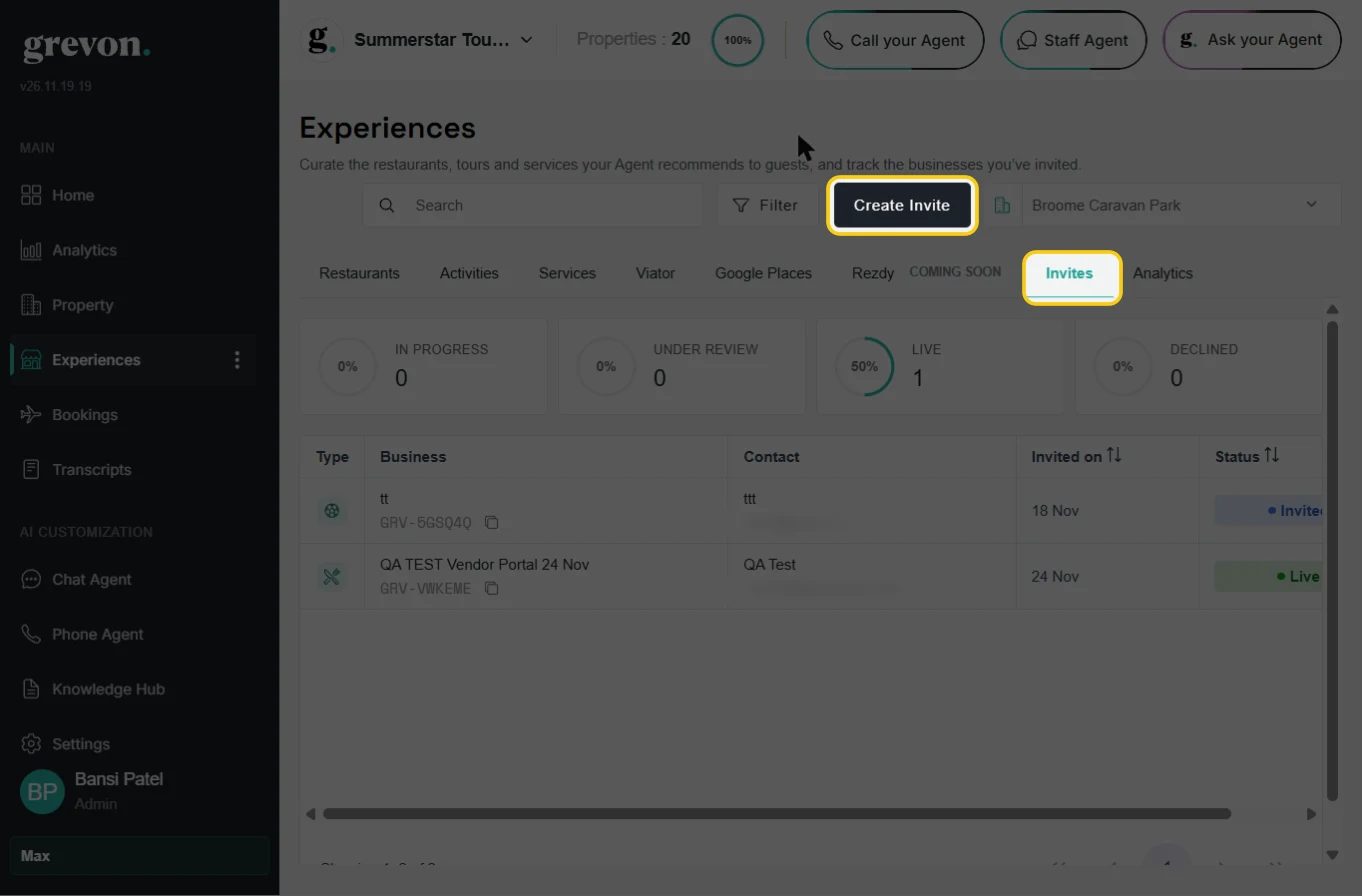 grevon.
v26.11.19.19
MAIN
Home
Analytics
Property
Experiences
Bookings
Transcripts
AI CUSTOMIZATION
Chat Agent
Phone Agent
Knowledge Hub
Settings
BP
Bansi Patel
Admin
Max
g.
Summerstar Tou...
Properties : 20
100%
Call your Agent
Staff Agent
g. Ask your Agent
Experiences
Curate the restaurants, tours and services your Agent recommends to guests, and track the businesses you've invited.
Search
Filter
Create Invite
Broome Caravan Park
Restaurants
Activities
Services
Viator
Google Places
Rezdy COMING SOON
Invites
Analytics
0%
IN PROGRESS
0
0%
UNDER REVIEW
0
50%
LIVE
1
0%
DECLINED
0
Type Business Contact Invited on Status
tt
GRV-5GSQ4Q
ttt
18 Nov
Invited
QA TEST Vendor Portal 24 Nov
GRV-VWKEME
QA Test
24 Nov
Live